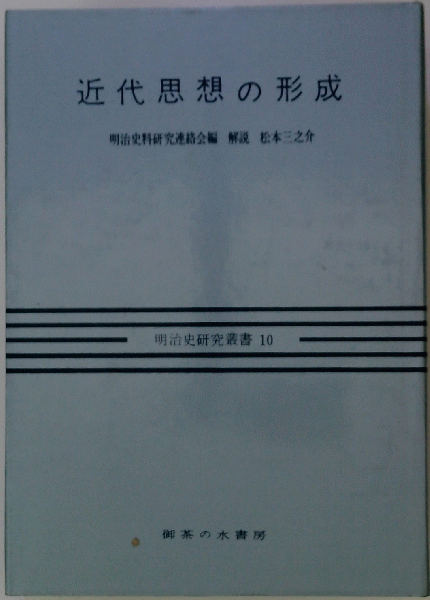 近代思想の形成
明治史料研究連絡会編 解説 松本三之介
明治史研究叢書 10
御茶の水書房